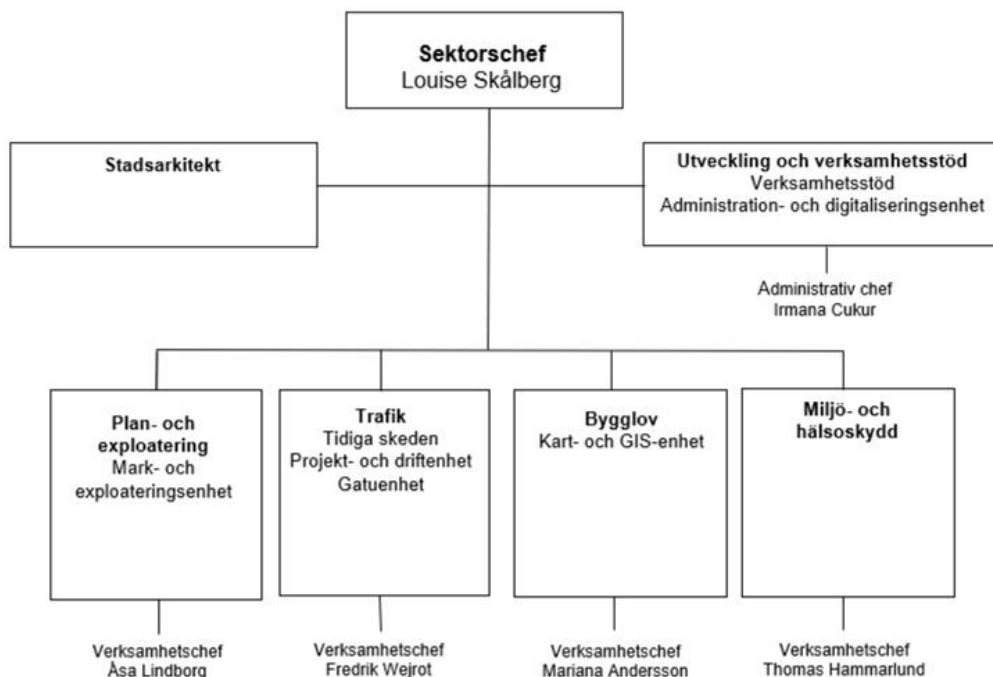 Sektorschef
Louise Skålberg
Stadsarkitekt
Utveckling och verksamhetsstöd
Verksamhetsstöd
Administration- och digitaliseringsenhet
Administrativ chef
Irmana Cukur
Plan- och
exploatering
Mark- och
exploateringsenhet
Trafik
Tidiga skeden
Projekt- och driftenhet
Gatuenhet
Bygglov
Kart- och GIS-enhet
Miljö- och
hälsoskydd
Verksamhetschef
Åsa Lindborg
Verksamhetschef
Fredrik Wejrot
Verksamhetschef
Mariana Andersson
Verksamhetschef
Thomas Hammarlund